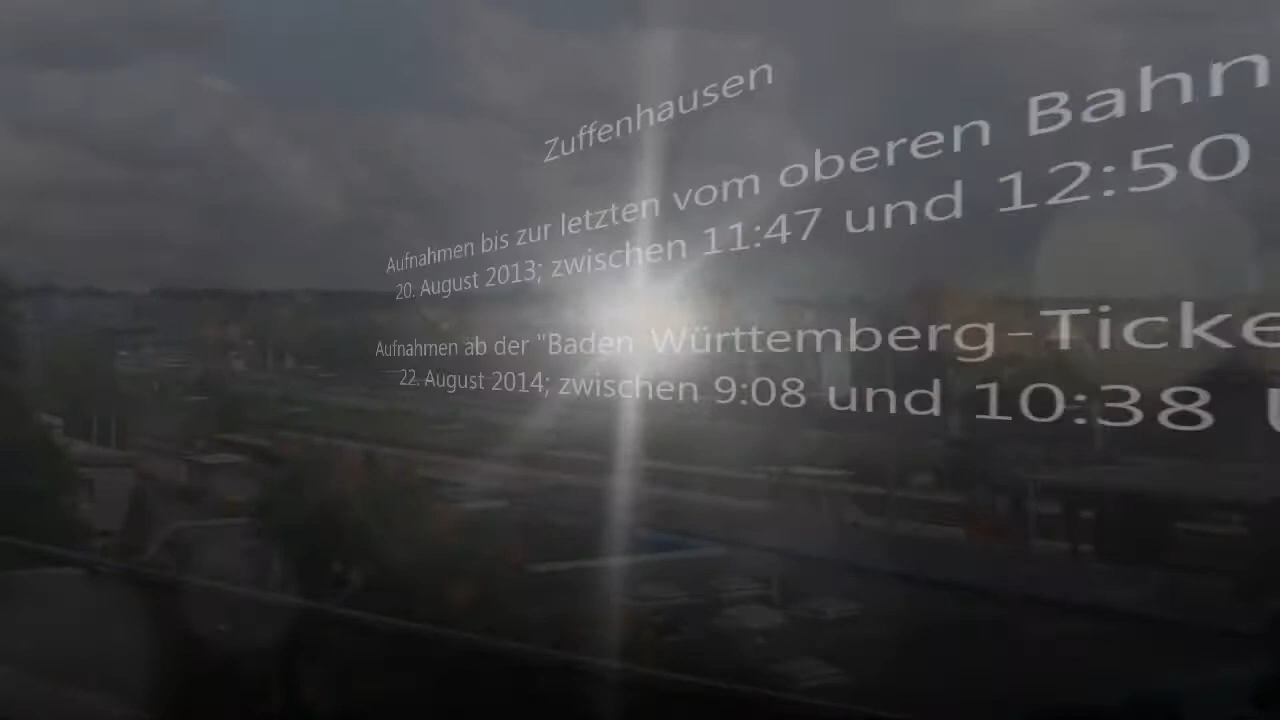 Zuffenhausen
Aufnahmen bis zur letzten vom oberen Bahn
20. August 2013; zwischen 11:47 und 12:50
Aufnahmen ab der "Baden Württemberg-Ticke
22. August 2014; zwischen 9:08 und 10:38